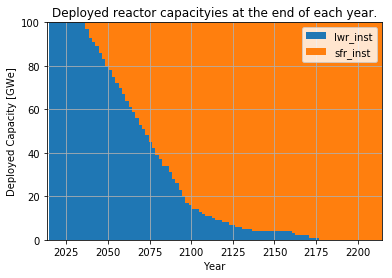 Deployed reactor capacityies at the end of each year.
lwr_inst
sfr_inst
Deployed Capacity [GWe]
100
80
60
40
20
0
2025 2050 2075 2100 2125 2150 2175 2200
Year